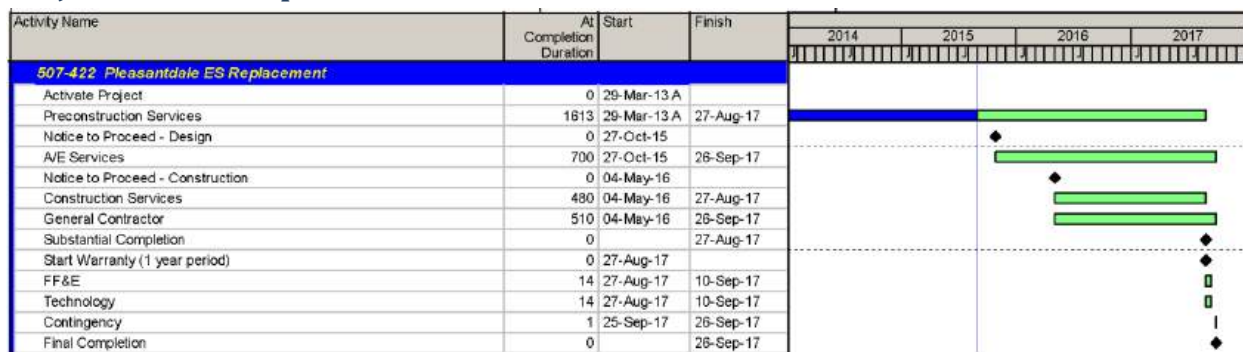 Activity Name At Completion Duration Start Finish 2014 2015 2016 2017
J J J J J J J
507-422 Pleasantdale ES Replacement
Activate Project 0 29-Mar-13 A
Preconstruction Services 1613 29-Mar-13 A 27-Aug-17
Notice to Proceed - Design 0 27-Oct-15
A/E Services 700 27-Oct-15 26-Sep-17
Notice to Proceed - Construction 0 04-May-16
Construction Services 480 04-May-16 27-Aug-17
General Contractor 510 04-May-16 26-Sep-17
Substantial Completion 0 27-Aug-17
Start Warranty (1 year period) 0 27-Aug-17
FF&E 14 27-Aug-17 10-Sep-17
Technology 14 27-Aug-17 10-Sep-17
Contingency 1 25-Sep-17 26-Sep-17
Final Completion 0 26-Sep-17